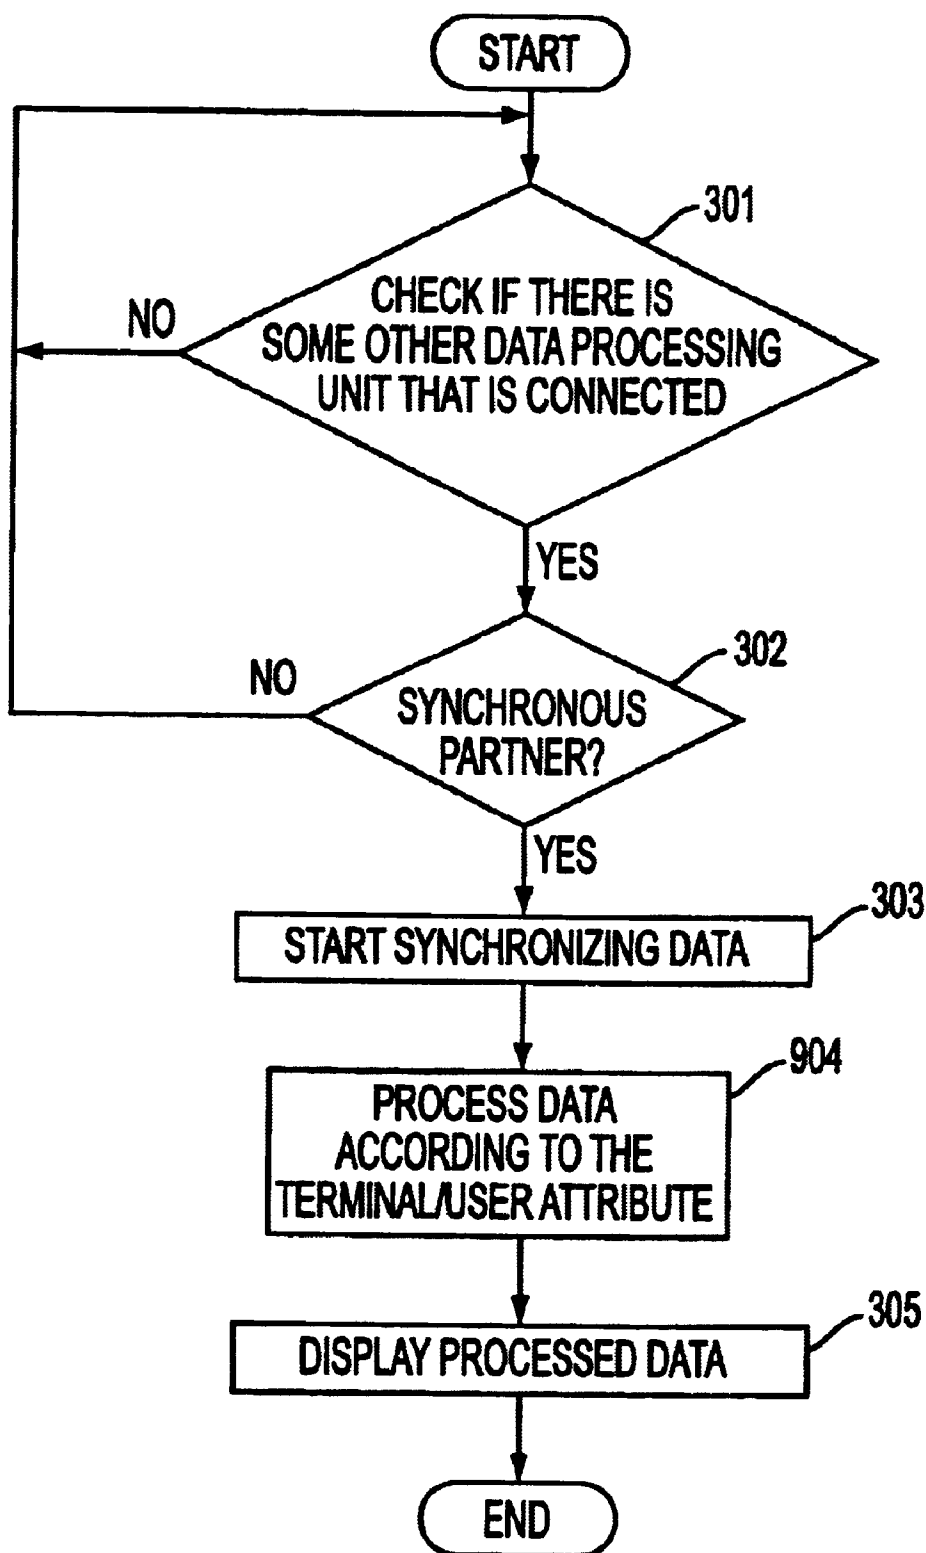 START
301
CHECK IF THERE IS
SOME OTHER DATA PROCESSING
UNIT THAT IS CONNECTED
NO
YES
302
NO
SYNCHRONOUS
PARTNER?
YES
303
START SYNCHRONIZING DATA
904
PROCESS DATA
ACCORDING TO THE
TERMINAL/USER ATTRIBUTE
305
DISPLAY PROCESSED DATA
END